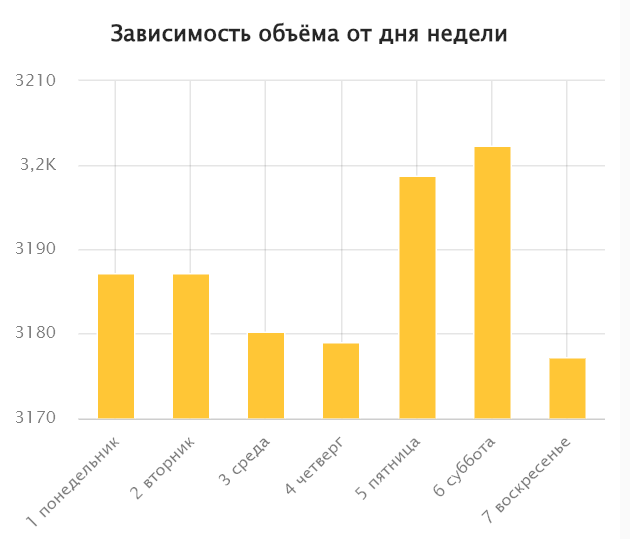 Зависимость объёма от дня недели
3210
3,2K
3190
3180
3170
1 понедельник
2 вторник
3 среда
4 четверг
5 пятница
6 суббота
7 воскресенье